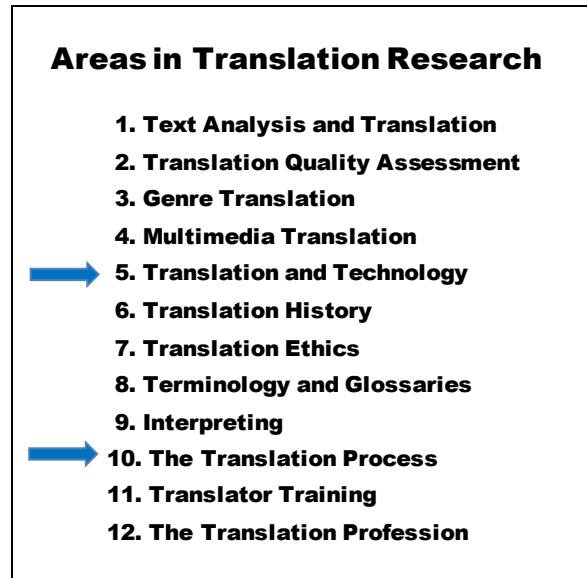 Areas in Translation Research
1. Text Analysis and Translation
2. Translation Quality Assessment
3. Genre Translation
4. Multimedia Translation
5. Translation and Technology
6. Translation History
7. Translation Ethics
8. Terminology and Glossaries
9. Interpreting
10. The Translation Process
11. Translator Training
12. The Translation Profession